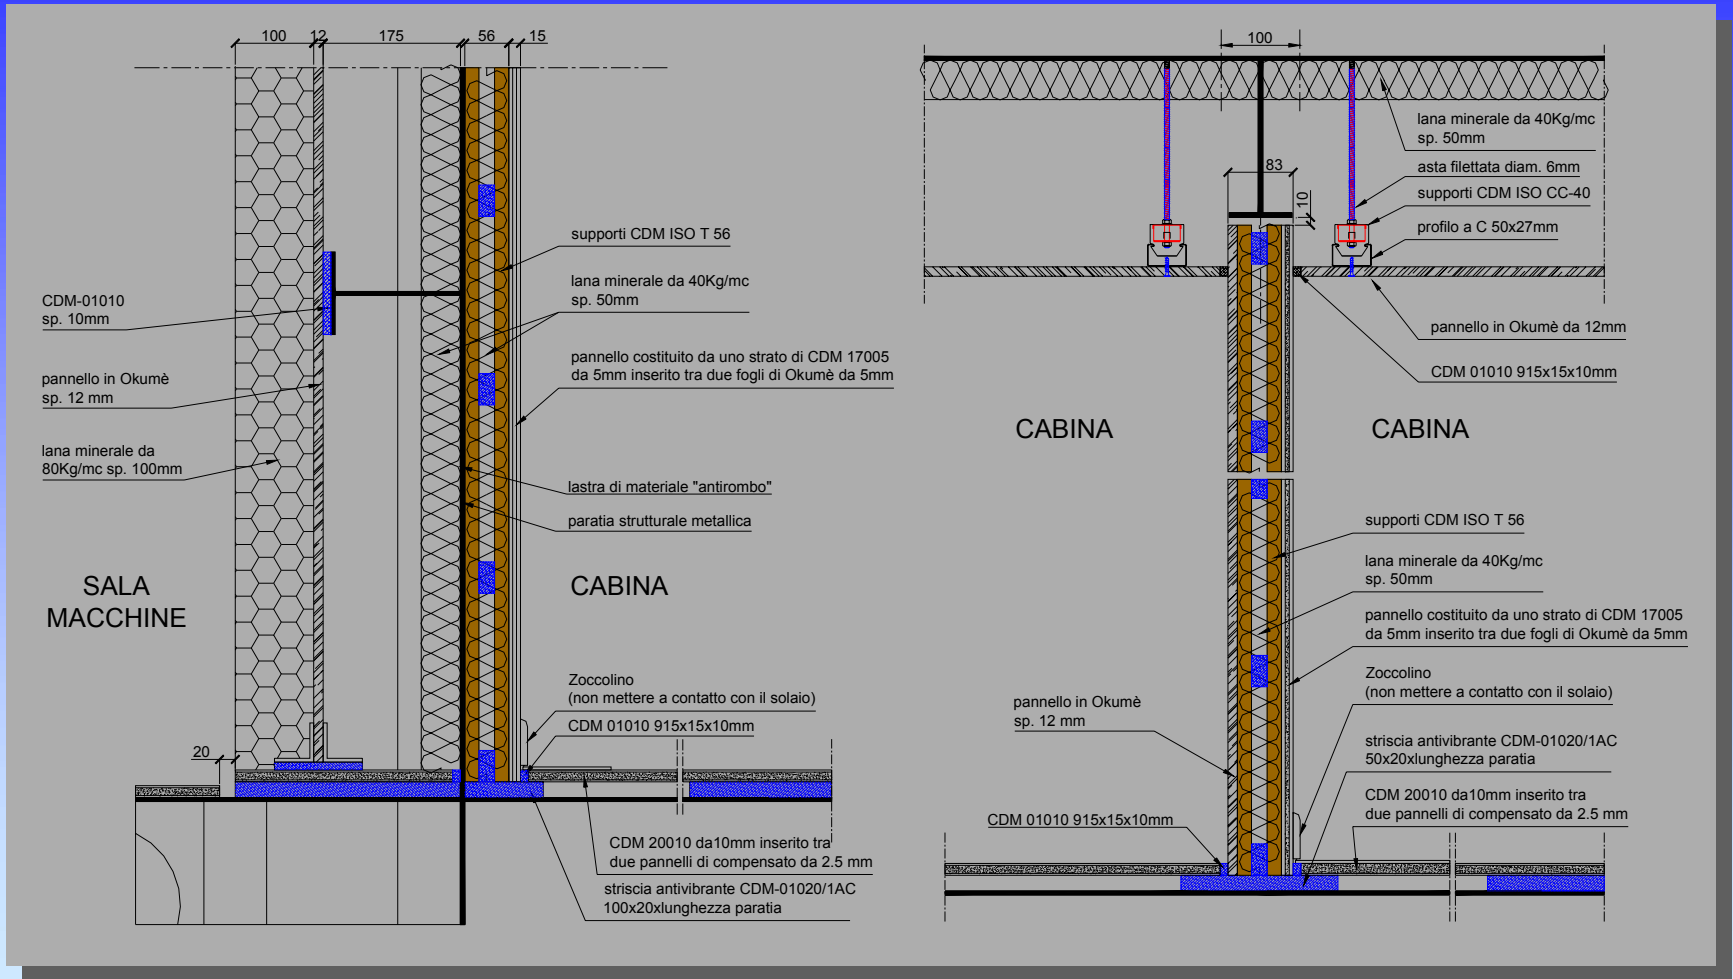 100 12 175 56 15
CDM-01010
sp. 10mm
pannello in Okumè
sp. 12 mm
lana minerale da
80Kg/mc sp. 100mm
SALA
MACCHINE
20
supporti CDM ISO T 56
lana minerale da 40Kg/mc
sp. 50mm
pannello costituito da uno strato di CDM 17005
da 5mm inserito tra due fogli di Okumè da 5mm
lastra di materiale "antirombo"
paratia strutturale metallica
CABINA
Zoccolino
(non mettere a contatto con il solaio)
CDM 01010 915x15x10mm
CDM 20010 da10mm inserito tra
due pannelli di compensato da 2.5 mm
striscia antivibrante CDM-01020/1AC
100x20xlunghezza paratia
100
lana minerale da 40Kg/mc
sp. 50mm
asta filettata diam. 6mm
supporti CDM ISO CC-40
profilo a C 50x27mm
83
10
pannello in Okumè da 12mm
CDM 01010 915x15x10mm
CABINA
CABINA
supporti CDM ISO T 56
lana minerale da 40Kg/mc
sp. 50mm
pannello costituito da uno strato di CDM 17005
da 5mm inserito tra due fogli di Okumè da 5mm
Zoccolino
(non mettere a contatto con il solaio)
pannello in Okumè
sp. 12 mm
striscia antivibrante CDM-01020/1AC
50x20xlunghezza paratia
CDM 20010 da10mm inserito tra
due pannelli di compensato da 2.5 mm
CDM 01010 915x15x10mm